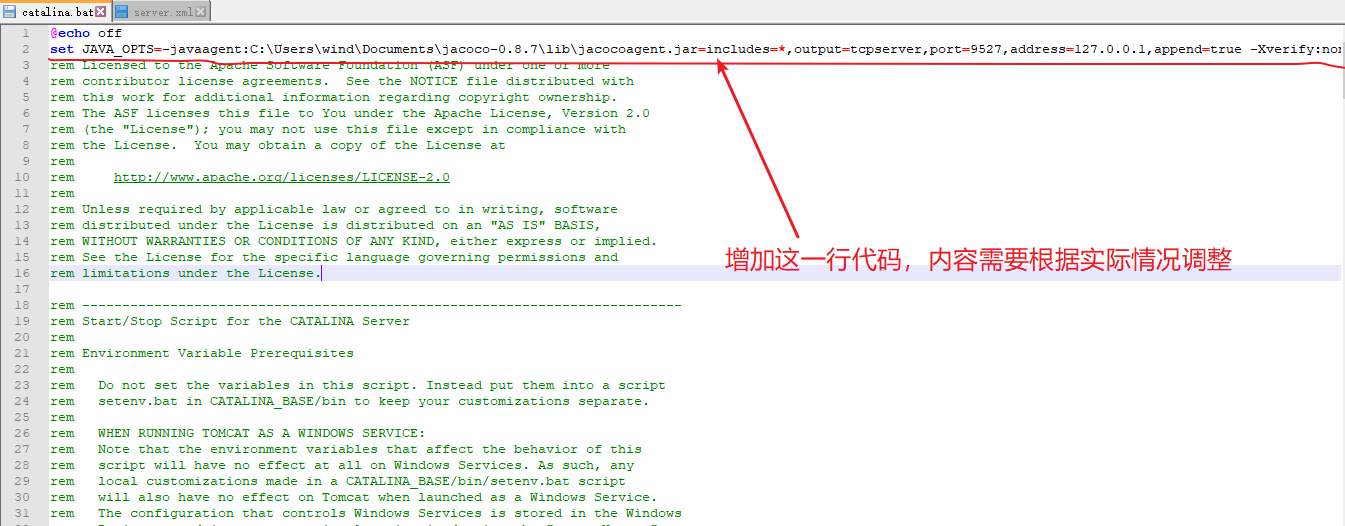 catalina.bat server.xml
1 @echo off
2 set JAVA_OPTS=-javaagent:C:\Users\wind\Documents\jacoco-0.8.7\lib\jacocoagent.jar=includes=*,output=tcpserver,port=9527,address=127.0.0.1,append=true -Xverify:non
3 rem Licensed to the Apache Software Foundation (ASF) under one or more
4 rem contributor license agreements.  See the NOTICE file distributed with
5 rem this work for additional information regarding copyright ownership.
6 rem The ASF licenses this file to You under the Apache License, Version 2.0
7 rem (the "License"); you may not use this file except in compliance with
8 rem the License.  You may obtain a copy of the License at
9 rem
10 rem     http://www.apache.org/licenses/LICENSE-2.0
11 rem
12 rem Unless required by applicable law or agreed to in writing, software
13 rem distributed under the License is distributed on an "AS IS" BASIS,
14 rem WITHOUT WARRANTIES OR CONDITIONS OF ANY KIND, either express or implied.
15 rem See the License for the specific language governing permissions and
增加这一行代码，内容需要根据实际情况调整
16 rem limitations under the License.
17
18 rem ---------------------------------------------------------------------------
19 rem Start/Stop Script for the CATALINA Server
20 rem
21 rem Environment Variable Prerequisites
22 rem
23 rem   Do not set the variables in this script. Instead put them into a script
24 rem   setenv.bat in CATALINA_BASE/bin to keep your customizations separate.
25 rem
26 rem   WHEN RUNNING TOMCAT AS A WINDOWS SERVICE:
27 rem   Note that the environment variables that affect the behavior of this
28 rem   script will have no effect at all on Windows Services. As such, any
29 rem   local customizations made in a CATALINA_BASE/bin/setenv.bat script
30 rem   will also have no effect on Tomcat when launched as a Windows Service.
31 rem   The configuration that controls Windows Services is stored in the Windows